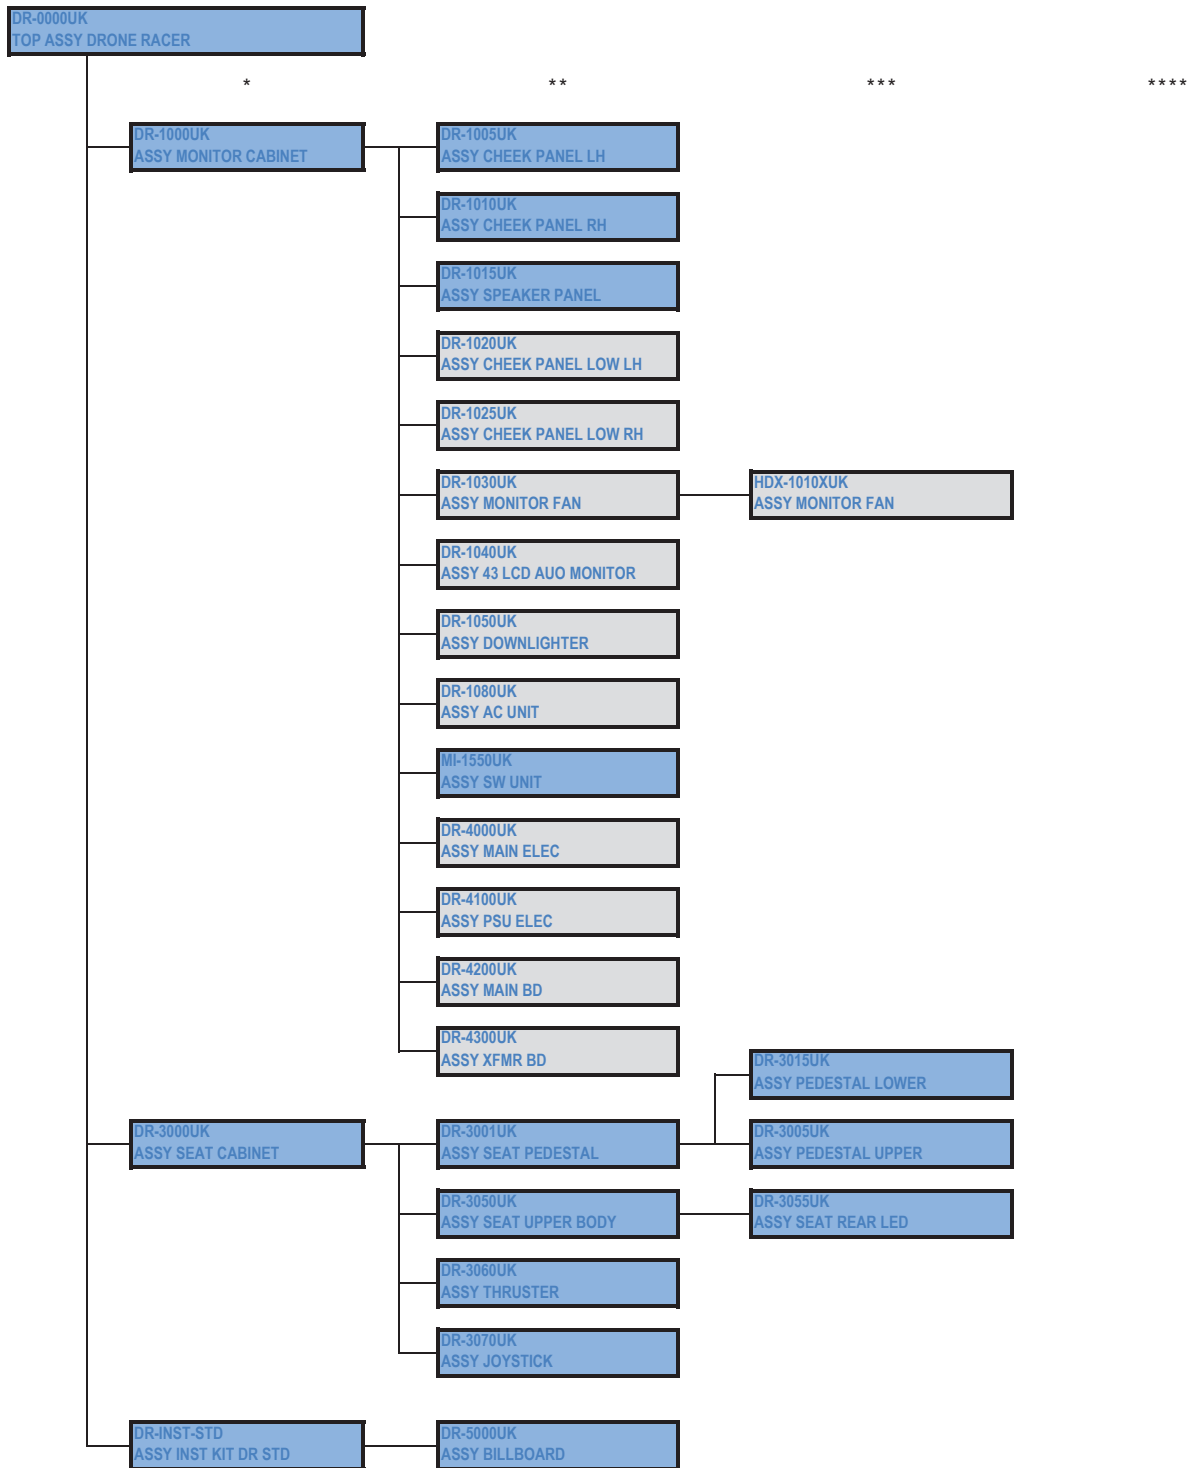 DR-0000UK
TOP ASSY DRONE RACER
* ** *** ****
DR-1000UK
ASSY MONITOR CABINET
DR-1005UK
ASSY CHEEK PANEL LH
DR-1010UK
ASSY CHEEK PANEL RH
DR-1015UK
ASSY SPEAKER PANEL
DR-1020UK
ASSY CHEEK PANEL LOW LH
DR-1025UK
ASSY CHEEK PANEL LOW RH
DR-1030UK
ASSY MONITOR FAN
HDX-1010XUK
ASSY MONITOR FAN
DR-1040UK
ASSY 43 LCD AUO MONITOR
DR-1050UK
ASSY DOWNLIGHTER
DR-1080UK
ASSY AC UNIT
MI-1550UK
ASSY SW UNIT
DR-4000UK
ASSY MAIN ELEC
DR-4100UK
ASSY PSU ELEC
DR-4200UK
ASSY MAIN BD
DR-4300UK
ASSY XFMR BD
DR-3015UK
ASSY PEDESTAL LOWER
DR-3000UK
ASSY SEAT CABINET
DR-3001UK
ASSY SEAT PEDESTAL
DR-3005UK
ASSY PEDESTAL UPPER
DR-3050UK
ASSY SEAT UPPER BODY
DR-3055UK
ASSY SEAT REAR LED
DR-3060UK
ASSY THRUSTER
DR-3070UK
ASSY JOYSTICK
DR-INST-STD
ASSY INST KIT DR STD
DR-5000UK
ASSY BILLBOARD